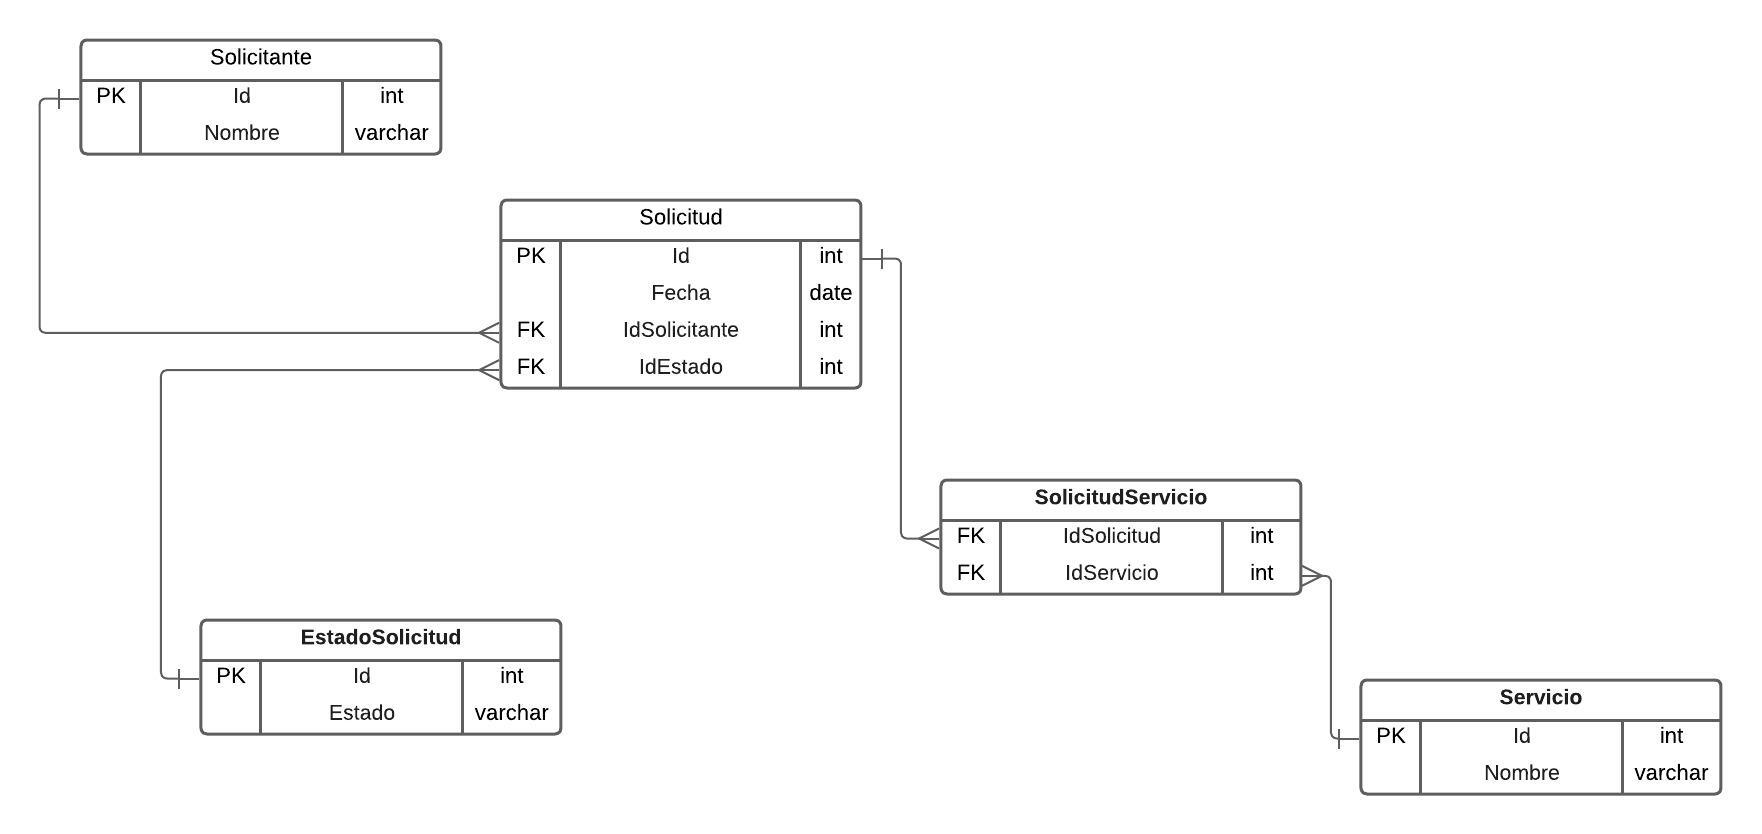 Solicitante
PK Id int
Nombre varchar
Solicitud
PK Id int
Fecha date
FK IdSolicitante int
FK IdEstado int
SolicitudServicio
FK IdSolicitud int
FK IdServicio int
EstadoSolicitud
PK Id int
Estado varchar
Servicio
PK Id int
Nombre varchar